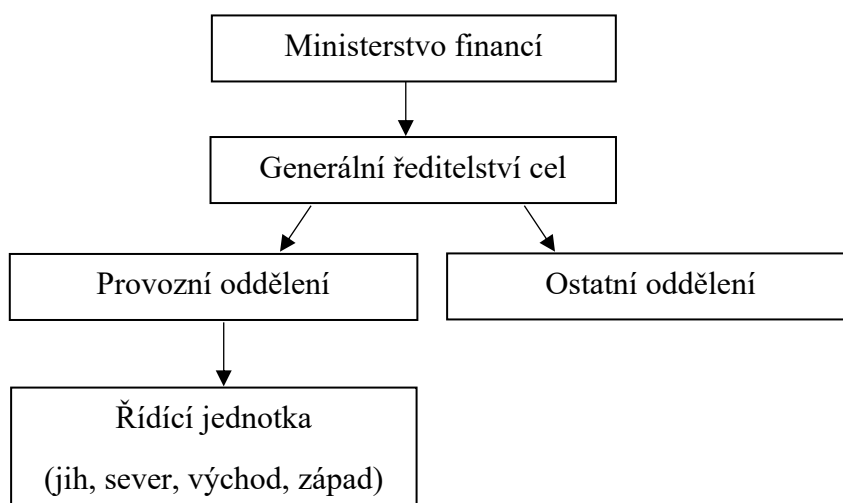 Ministerstvo financí
Generální ředitelství cel
Provozní oddělení
Ostatní oddělení
Řídící jednotka
(jih, sever, východ, západ)